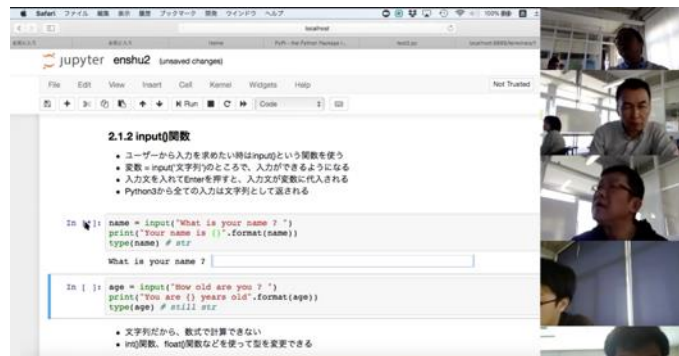 Safari ファイル 編集 表示 履歴 ブックマーク 開発 ウインドウ ヘルプ 100%
localhost
Home
jupyter enshu2 (unsaved changes)
File Edit View Insert Cell Kernel Widgets Help Not Trusted
Run Code
2.1.2 input()関数
ユーザーから入力を求めたい時はinput()という関数を使う
変数 = input('文字列')のところで、入力ができるようになる
入力文を入れてEnterを押すと、入力文が変数に代入される
Python3から全ての入力は文字列として返される
In [*]: name = input("What is your name ? ")
print("Your name is {}".format(name))
type(name) # str
What is your name ?
In [ ]: age = input("How old are you ? ")
print("You are {} years old".format(age))
type(age) # still str
文字列だから、数式で計算できない
int()関数、float()関数などを使って型を変更できる